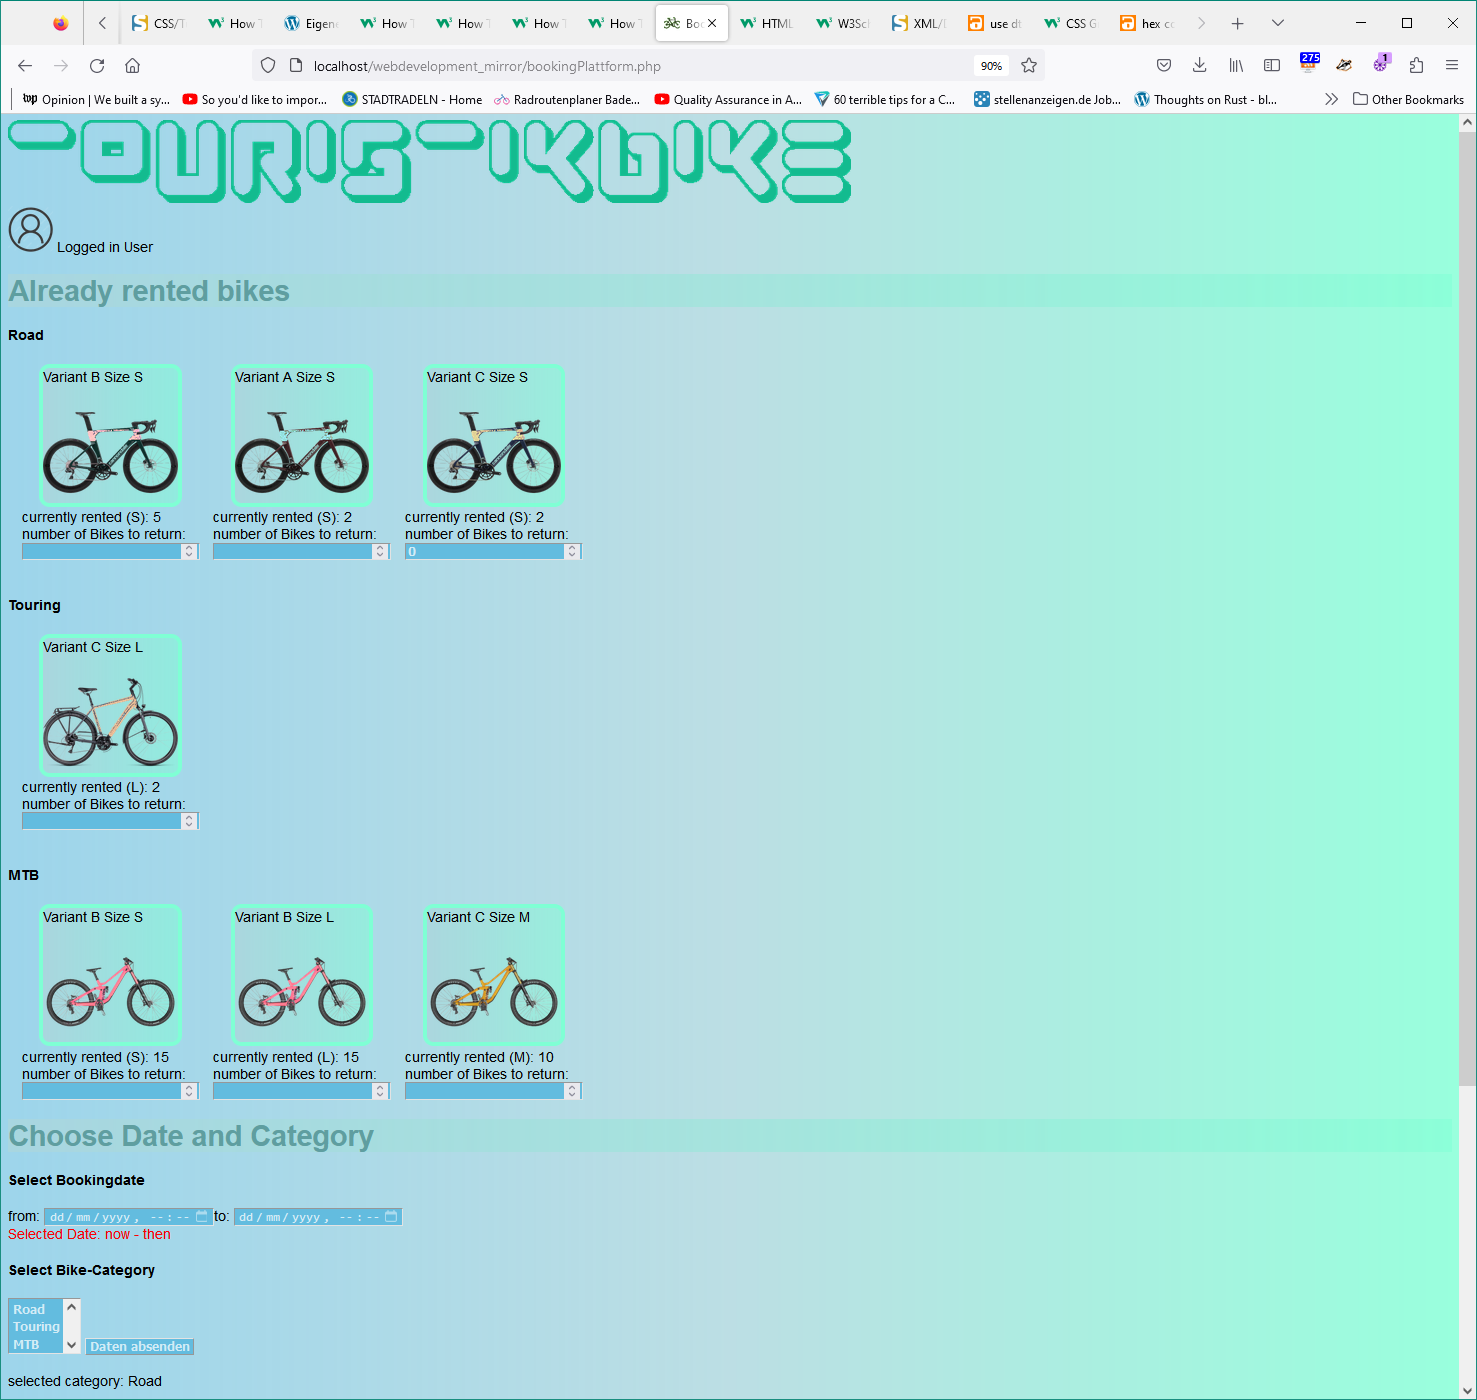 CSS/T
How T
Eigen
How T
How T
How T
How T
Boo
HTML
W3Sch
XML/
use dt
CSS G
hex co
localhost/webdevelopment_mirror/bookingPlattform.php
90%
275
1
Opinion | We built a sy...
So you'd like to impor...
STADTRADELN - Home
Radroutenplaner Bade...
Quality Assurance in A...
60 terrible tips for a C...
stellenanzeigen.de Job...
Thoughts on Rust - bl...
Other Bookmarks
TOURISTIKBIKE
Logged in User
Already rented bikes
Road
Variant B Size S
Variant A Size S
Variant C Size S
currently rented (S): 5
number of Bikes to return:
currently rented (S): 2
number of Bikes to return:
currently rented (S): 2
number of Bikes to return:
0
Touring
Variant C Size L
currently rented (L): 2
number of Bikes to return:
MTB
Variant B Size S
Variant B Size L
Variant C Size M
currently rented (S): 15
number of Bikes to return:
currently rented (L): 15
number of Bikes to return:
currently rented (M): 10
number of Bikes to return:
Choose Date and Category
Select Bookingdate
from: dd/mm/yyyy, --:-- to: dd/mm/yyyy, --:--
Selected Date: now - then
Select Bike-Category
Road
Touring
MTB
Daten absenden
selected category: Road